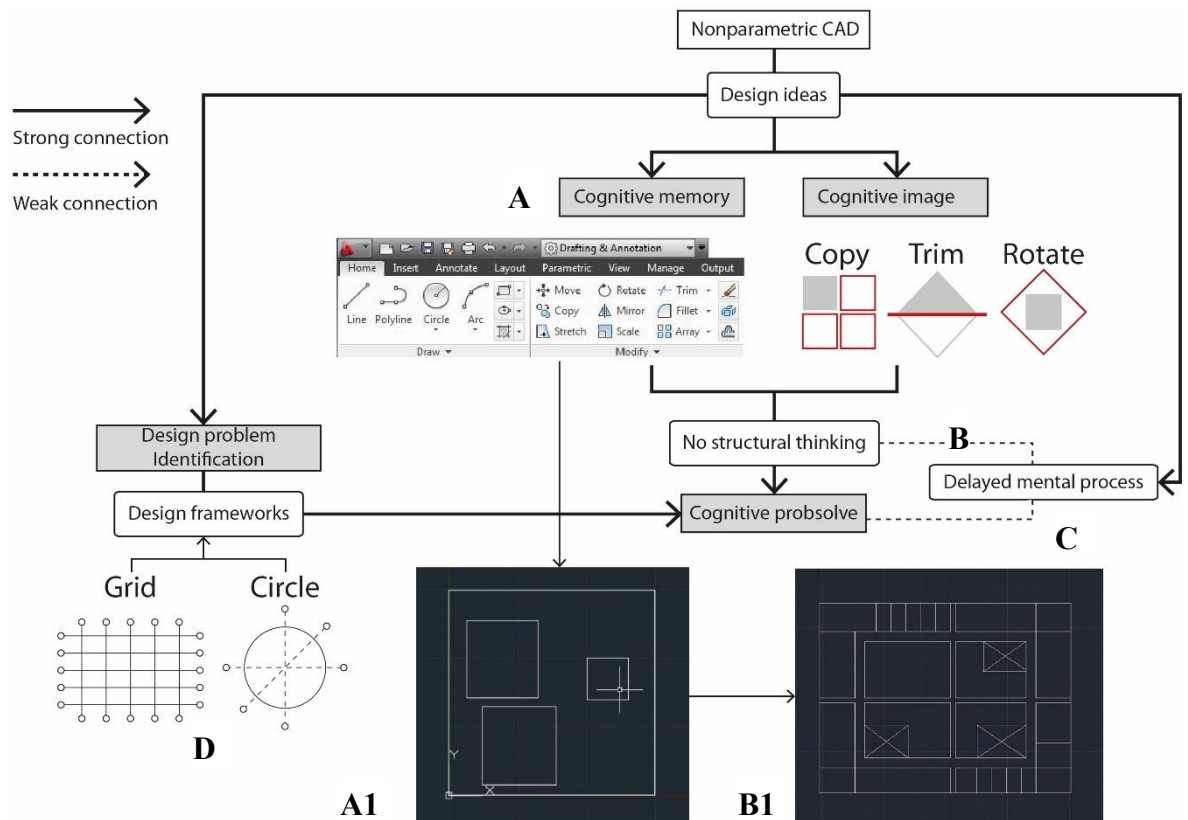 Nonparametric CAD
Design ideas
Strong connection
Weak connection
A
Cognitive memory
Cognitive image
Drafting & Annotation
Home Insert Annotate Layout Parametric View Manage Output
Line Polyline Circle Arc
Move Rotate Trim
Copy Mirror Fillet
Stretch Scale Array
Draw
Modify
Copy Trim Rotate
Design problem
Identification
No structural thinking
B
Delayed mental process
Design frameworks
Cognitive probsolve
C
Grid
Circle
D
Y
X
A1
B1